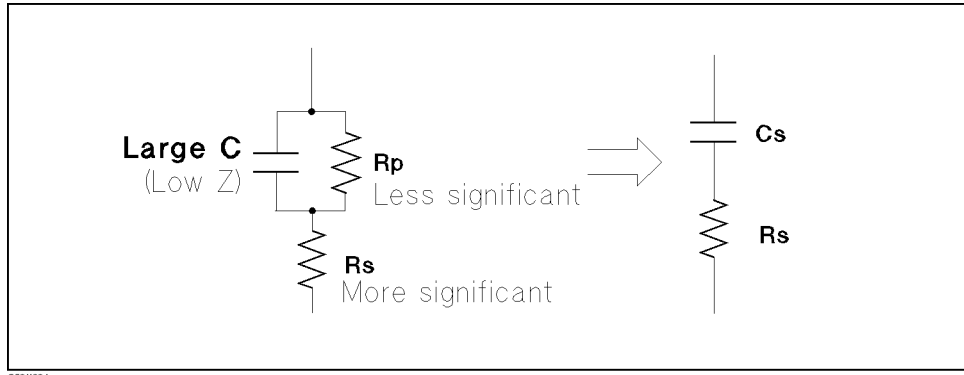 Large C
(Low Z)
Rp
Less significant
Rs
More significant
Cs
Rs